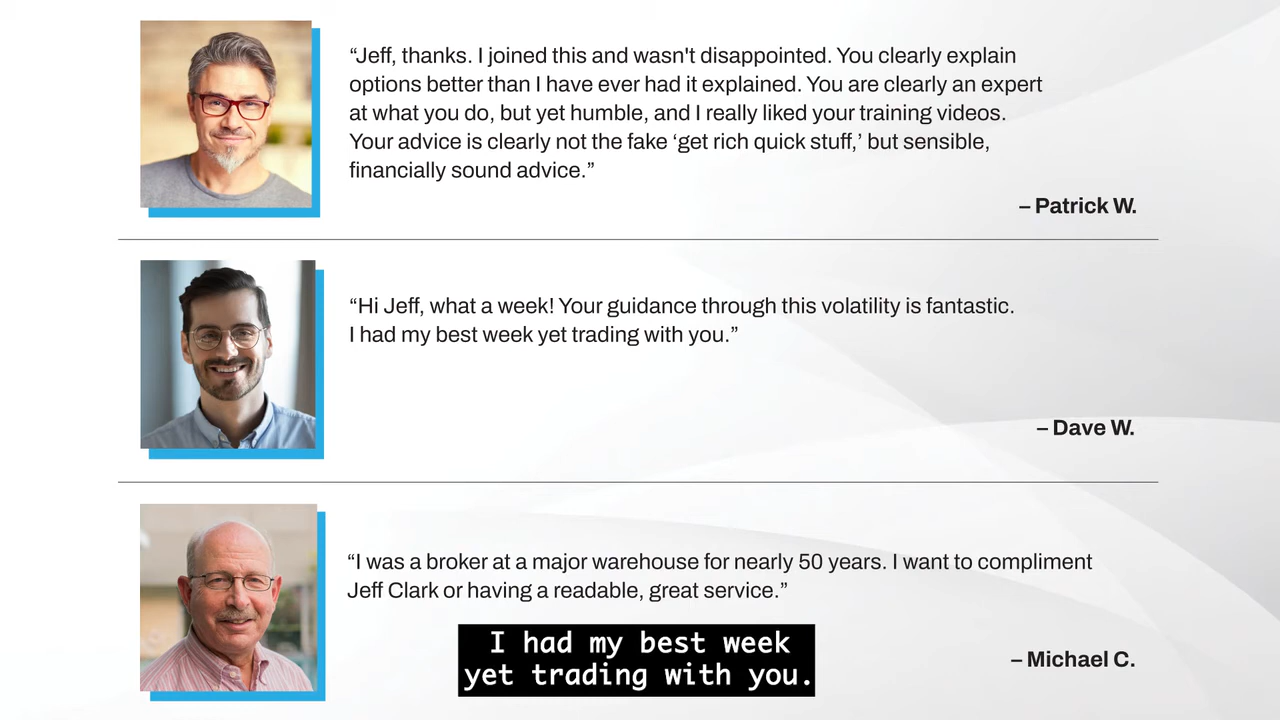 “Jeff, thanks. I joined this and wasn't disappointed. You clearly explain
options better than I have ever had it explained. You are clearly an expert
at what you do, but yet humble, and I really liked your training videos.
Your advice is clearly not the fake ‘get rich quick stuff,’ but sensible,
financially sound advice.”
– Patrick W.
“Hi Jeff, what a week! Your guidance through this volatility is fantastic.
I had my best week yet trading with you.”
– Dave W.
“I was a broker at a major warehouse for nearly 50 years. I want to compliment
Jeff Clark or having a readable, great service.”
– Michael C.
I had my best week
yet trading with you.